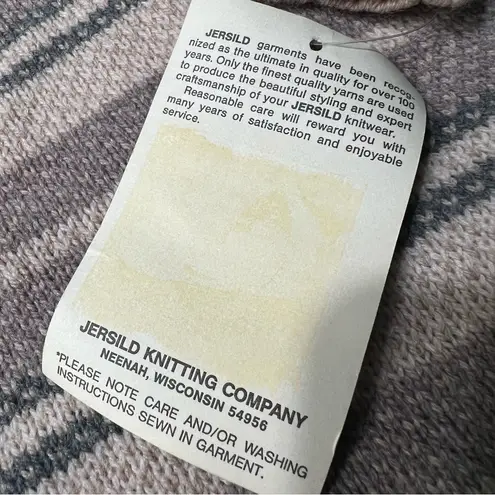 JERSILD garments have been recog-
nized as the ultimate in quality for over 100
years. Only the finest quality yarns are used
to produce the beautiful styling and expert
craftsmanship of your JERSILD knitwear.
Reasonable care will reward you with
many years of satisfaction and enjoyable
service.
JERSILD KNITTING COMPANY
NEENAH, WISCONSIN 54956
*PLEASE NOTE CARE AND/OR WASHING
INSTRUCTIONS SEWN IN GARMENT.